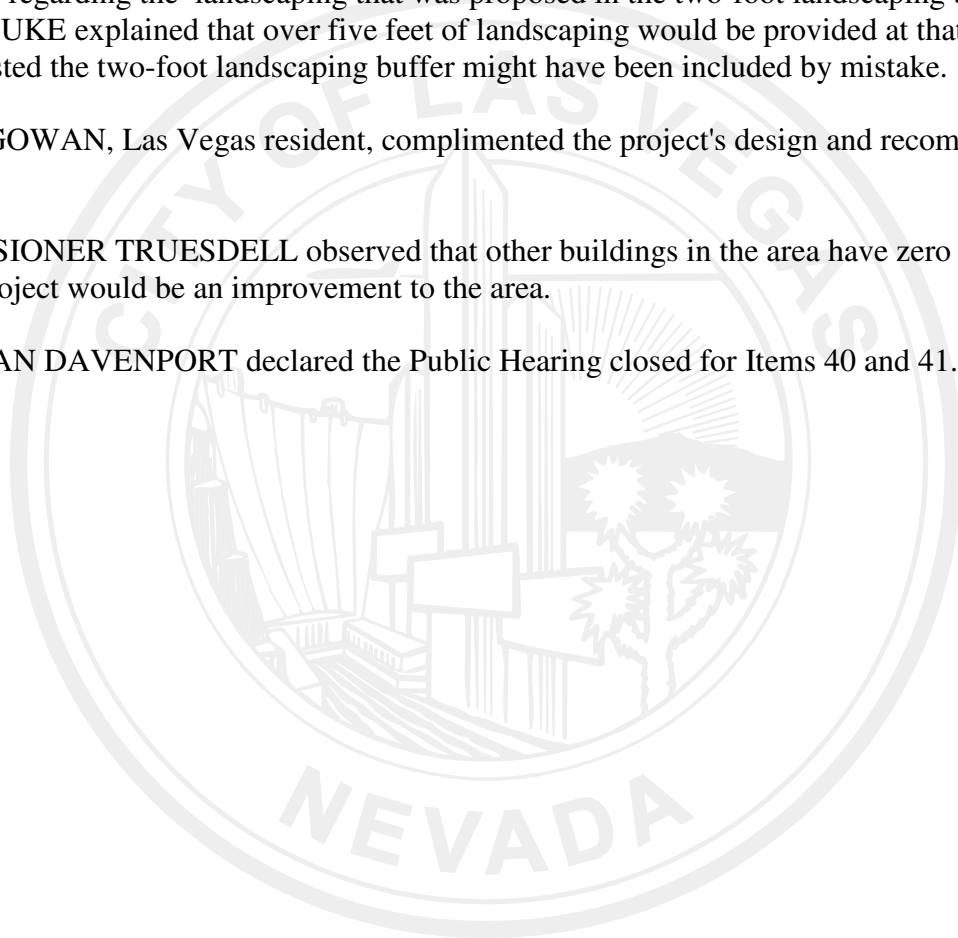 regarding the landscaping that was proposed in the two-foot landscaping
UKE explained that over five feet of landscaping would be provided at that
sted the two-foot landscaping buffer might have been included by mistake.
GOWAN, Las Vegas resident, complimented the project's design and recom
SIONER TRUESDELL observed that other buildings in the area have zero
oject would be an improvement to the area.
AN DAVENPORT declared the Public Hearing closed for Items 40 and 41.
CITY OF LAS VEGAS
NEVADA